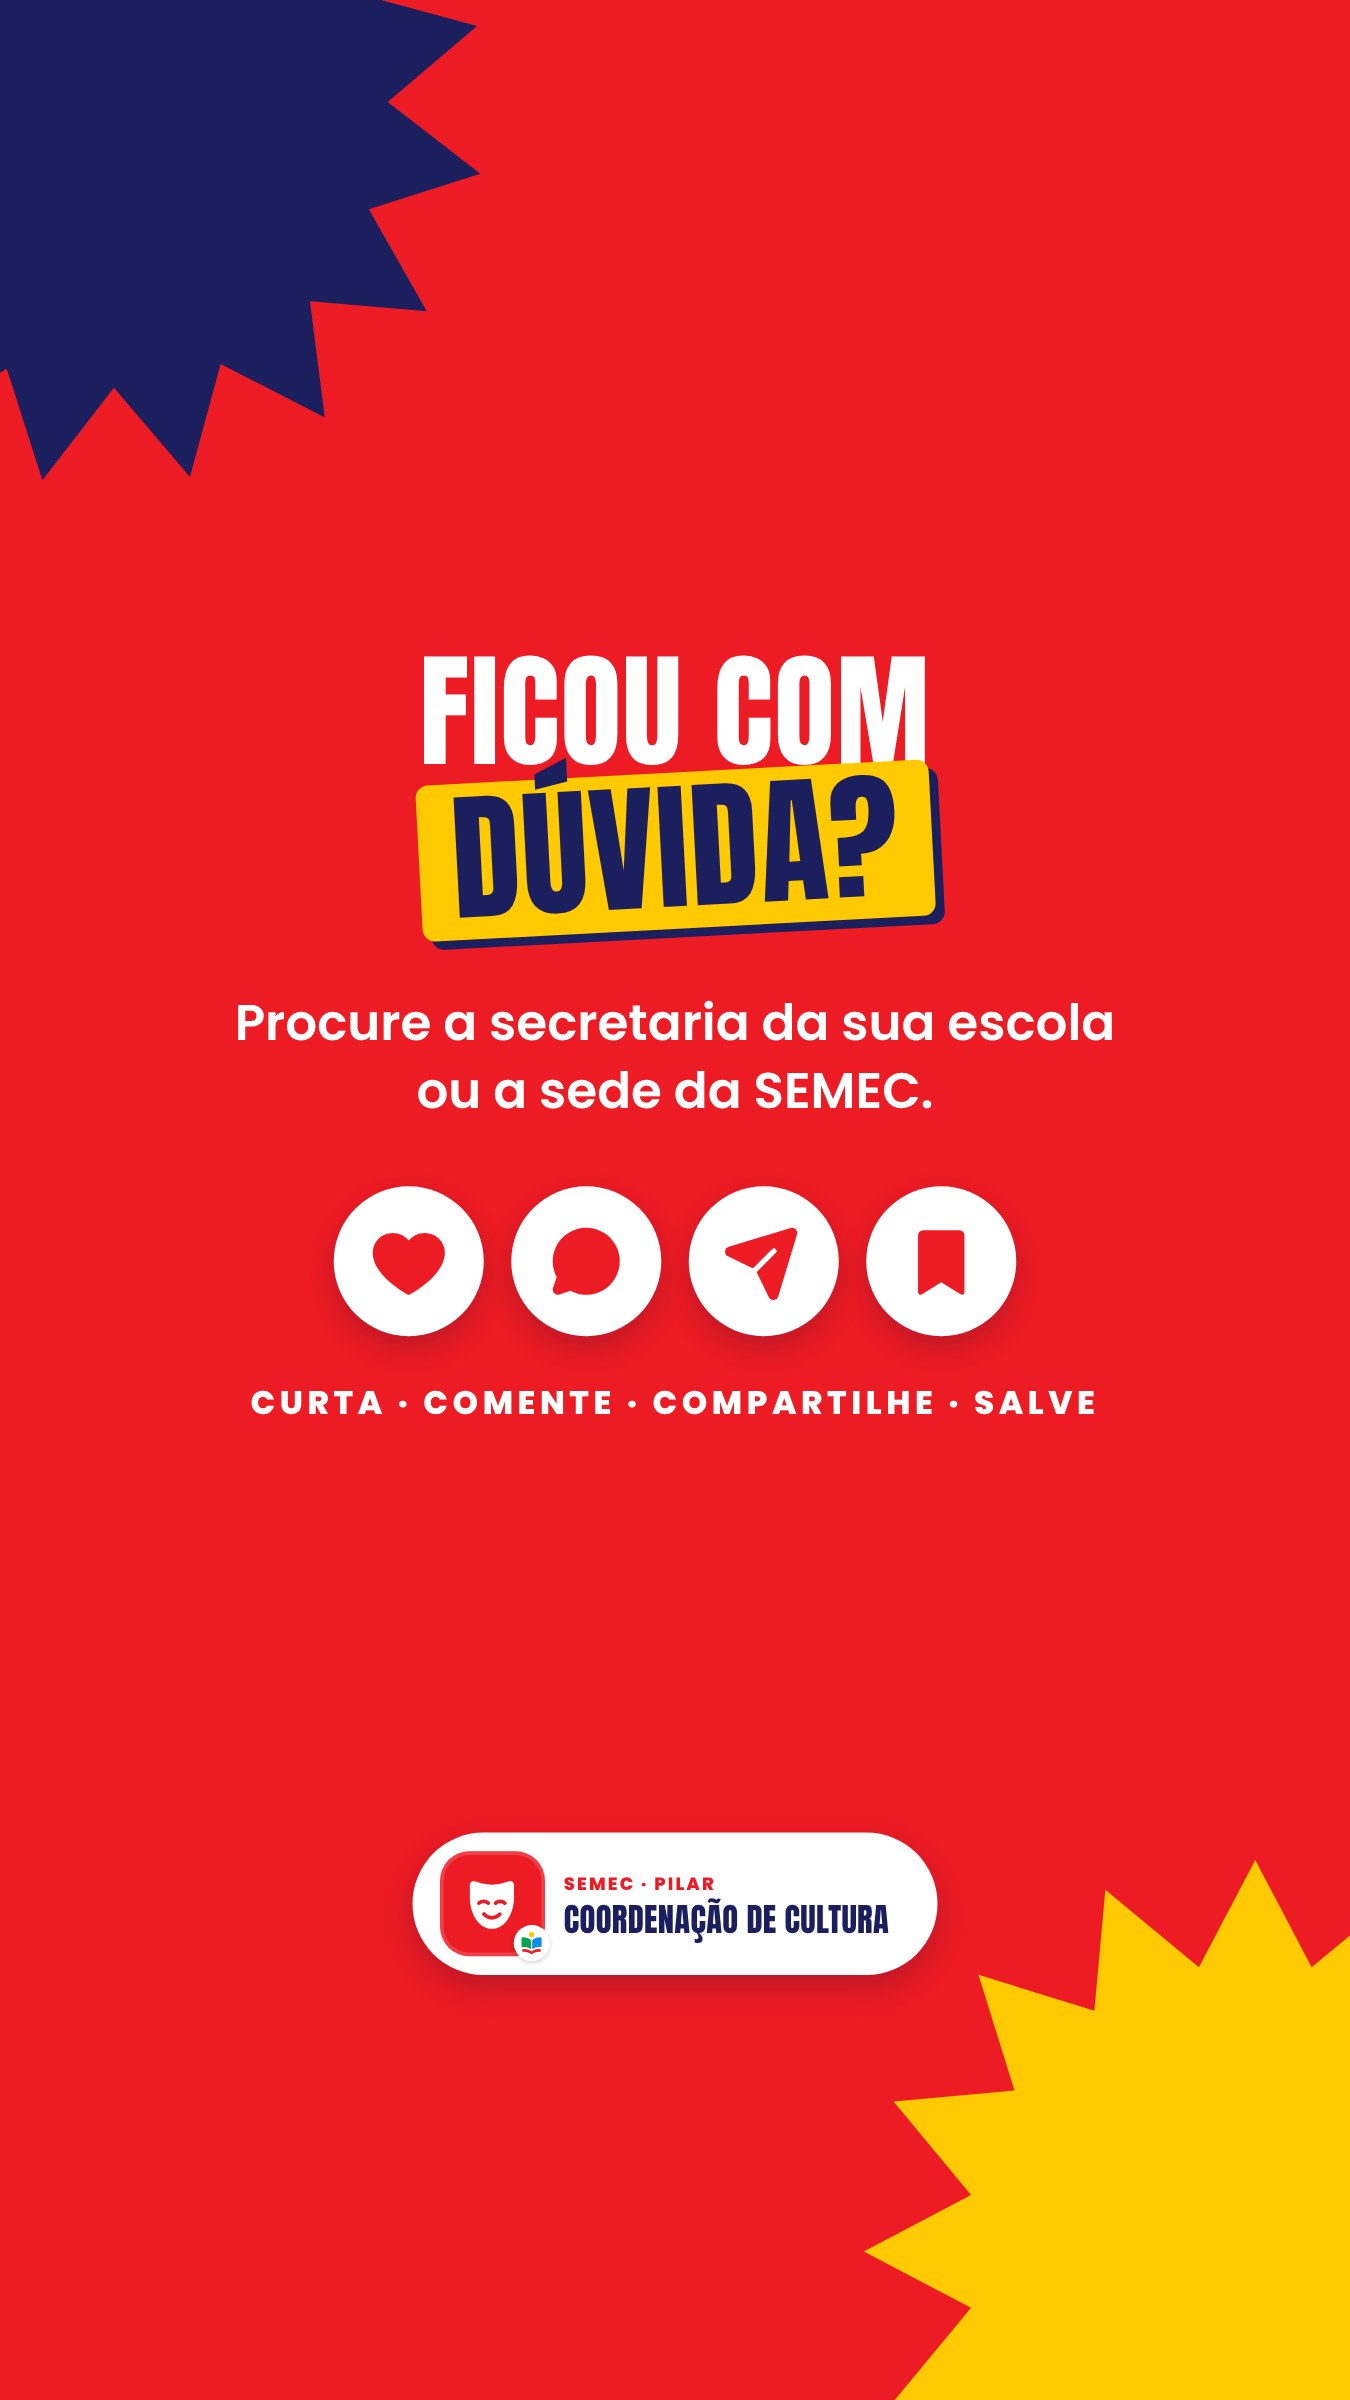 FICOU COM
DÚVIDA?
Procure a secretaria da sua escola
ou a sede da SEMEC.
CURTA · COMENTE · COMPARTILHE · SALVE
SEMEC · PILAR
COORDENAÇÃO DE CULTURA